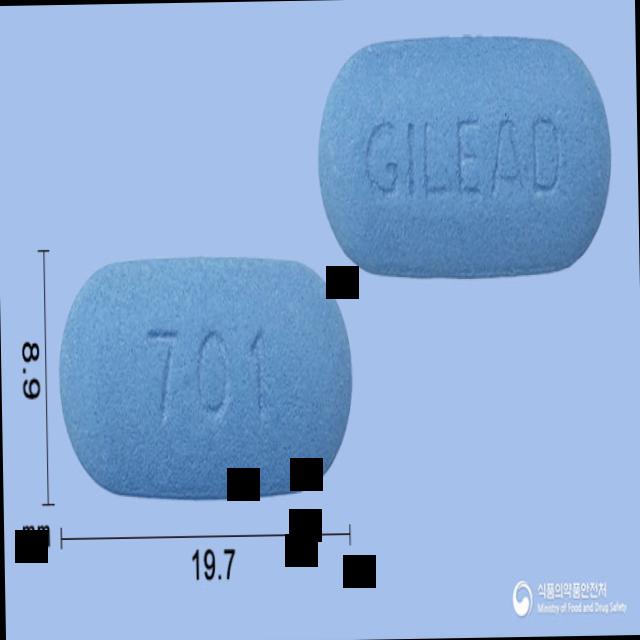 GILEAD
701
8.9
mm
19.7
식품의약품안전처
Ministry of Food and Drug Safety